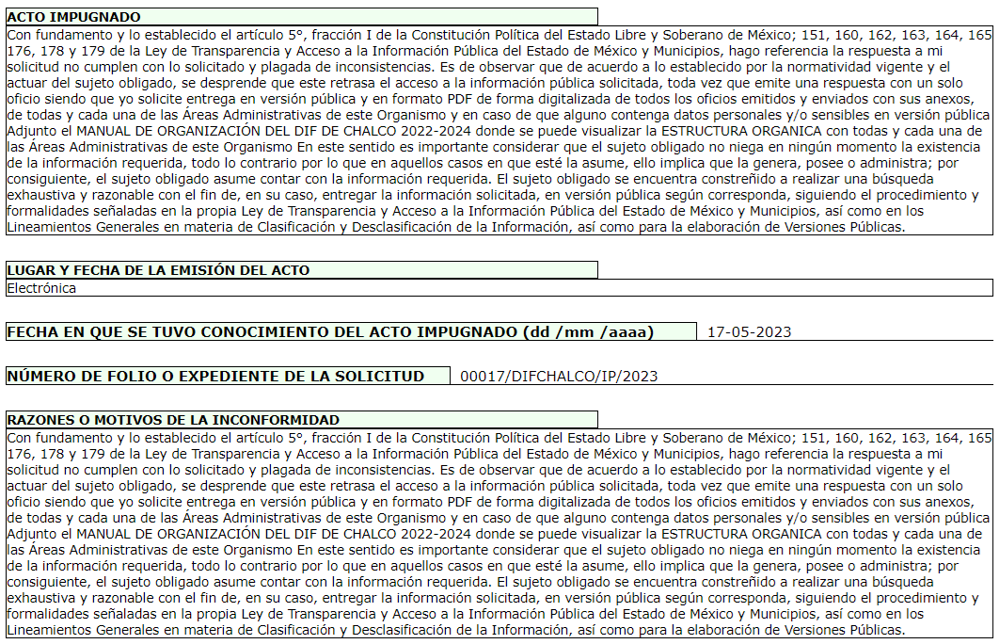 ACTO IMPUGNADO
Con fundamento y lo establecido el artículo 5°, fracción I de la Constitución Política del Estado Libre y Soberano de México; 151, 160, 162, 163, 164, 165
176, 178 y 179 de la Ley de Transparencia y Acceso a la Información Pública del Estado de México y Municipios, hago referencia la respuesta a mi
solicitud no cumplen con lo solicitado y plagada de inconsistencias. Es de observar que de acuerdo a lo establecido por la normatividad vigente y el
actuar del sujeto obligado, se desprende que este retrasa el acceso a la información pública solicitada, toda vez que emite una respuesta con un solo
oficio siendo que yo solicite entrega en versión pública y en formato PDF de forma digitalizada de todos los oficios emitidos y enviados con sus anexos,
de todas y cada una de las Áreas Administrativas de este Organismo y en caso de que alguno contenga datos personales y/o sensibles en versión pública
Adjunto el MANUAL DE ORGANIZACIÓN DEL DIF DE CHALCO 2022-2024 donde se puede visualizar la ESTRUCTURA ORGANICA con todas y cada una de
las Áreas Administrativas de este Organismo En este sentido es importante considerar que el sujeto obligado no niega en ningún momento la existencia
de la información requerida, todo lo contrario por lo que en aquellos casos en que esté la asume, ello implica que la genera, posee o administra; por
consiguiente, el sujeto obligado asume contar con la información requerida. El sujeto obligado se encuentra constreñido a realizar una búsqueda
exhaustiva y razonable con el fin de, en su caso, entregar la información solicitada, en versión pública según corresponda, siguiendo el procedimiento y
formalidades señaladas en la propia Ley de Transparencia y Acceso a la Información Pública del Estado de México y Municipios, así como en los
Lineamientos Generales en materia de Clasificación y Desclasificación de la Información, así como para la elaboración de Versiones Públicas.
LUGAR Y FECHA DE LA EMISIÓN DEL ACTO
Electrónica
FECHA EN QUE SE TUVO CONOCIMIENTO DEL ACTO IMPUGNADO (dd /mm /aaaa) 17-05-2023
NÚMERO DE FOLIO O EXPEDIENTE DE LA SOLICITUD 00017/DIFCHALCO/IP/2023
RAZONES O MOTIVOS DE LA INCONFORMIDAD
Con fundamento y lo establecido el artículo 5°, fracción I de la Constitución Política del Estado Libre y Soberano de México; 151, 160, 162, 163, 164, 165
176, 178 y 179 de la Ley de Transparencia y Acceso a la Información Pública del Estado de México y Municipios, hago referencia la respuesta a mi
solicitud no cumplen con lo solicitado y plagada de inconsistencias. Es de observar que de acuerdo a lo establecido por la normatividad vigente y el
actuar del sujeto obligado, se desprende que este retrasa el acceso a la información pública solicitada, toda vez que emite una respuesta con un solo
oficio siendo que yo solicite entrega en versión pública y en formato PDF de forma digitalizada de todos los oficios emitidos y enviados con sus anexos,
de todas y cada una de las Áreas Administrativas de este Organismo y en caso de que alguno contenga datos personales y/o sensibles en versión pública
Adjunto el MANUAL DE ORGANIZACIÓN DEL DIF DE CHALCO 2022-2024 donde se puede visualizar la ESTRUCTURA ORGANICA con todas y cada una de
las Áreas Administrativas de este Organismo En este sentido es importante considerar que el sujeto obligado no niega en ningún momento la existencia
de la información requerida, todo lo contrario por lo que en aquellos casos en que esté la asume, ello implica que la genera, posee o administra; por
consiguiente, el sujeto obligado asume contar con la información requerida. El sujeto obligado se encuentra constreñido a realizar una búsqueda
exhaustiva y razonable con el fin de, en su caso, entregar la información solicitada, en versión pública según corresponda, siguiendo el procedimiento y
formalidades señaladas en la propia Ley de Transparencia y Acceso a la Información Pública del Estado de México y Municipios, así como en los
Lineamientos Generales en materia de Clasificación y Desclasificación de la Información, así como para la elaboración de Versiones Públicas.